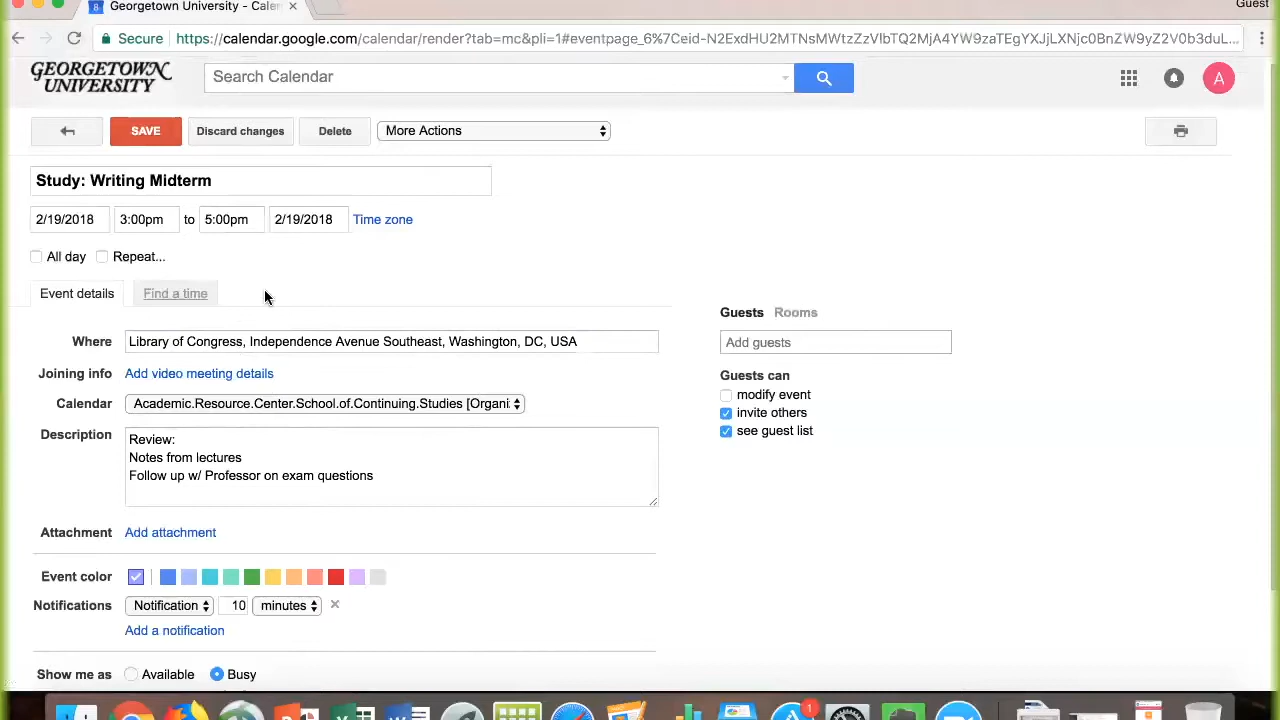 Georgetown University - Calen
Guest
Secure
https://calendar.google.com/calendar/render?tab=mc&pli=1#eventpage_6%7Ceid-N2ExdHU2MTNsMWtzZzVlbTQ2MjA4YW9zaTEgYXJjLXNjc0BnZW9yZ2V0b3duL...
GEORGETOWN
UNIVERSITY
Search Calendar
A
SAVE
Discard changes
Delete
More Actions
Study: Writing Midterm
2/19/2018 3:00pm to 5:00pm 2/19/2018 Time zone
All day Repeat...
Event details Find a time
Where Library of Congress, Independence Avenue Southeast, Washington, DC, USA
Joining info Add video meeting details
Calendar Academic.Resource.Center.School.of.Continuing.Studies [Organi:
Description Review:
Notes from lectures
Follow up w/ Professor on exam questions
Attachment Add attachment
Event color
Notifications Notification 10 minutes
Add a notification
Show me as Available Busy
Guests Rooms
Add guests
Guests can
modify event
invite others
see guest list
1